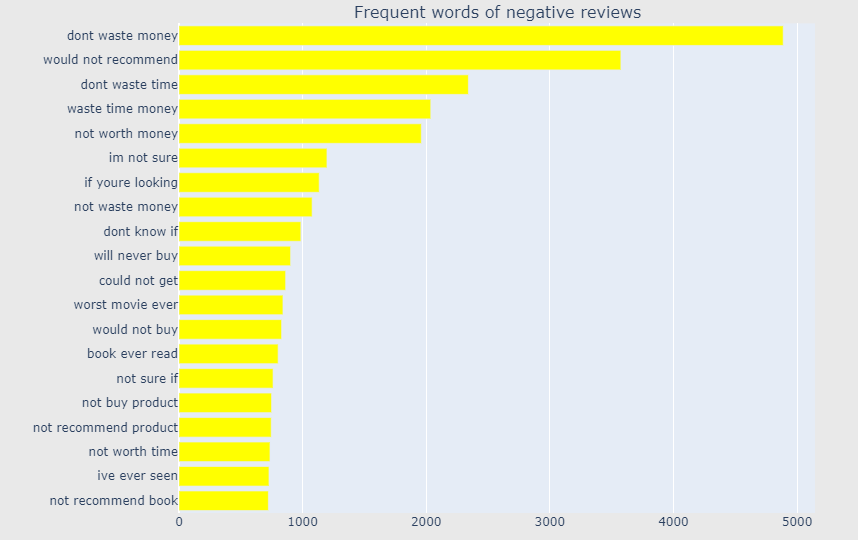 Frequent words of negative reviews
dont waste money
would not recommend
dont waste time
waste time money
not worth money
im not sure
if youre looking
not waste money
dont know if
will never buy
could not get
worst movie ever
would not buy
book ever read
not sure if
not buy product
not recommend product
not worth time
ive ever seen
not recommend book
0 1000 2000 3000 4000 5000